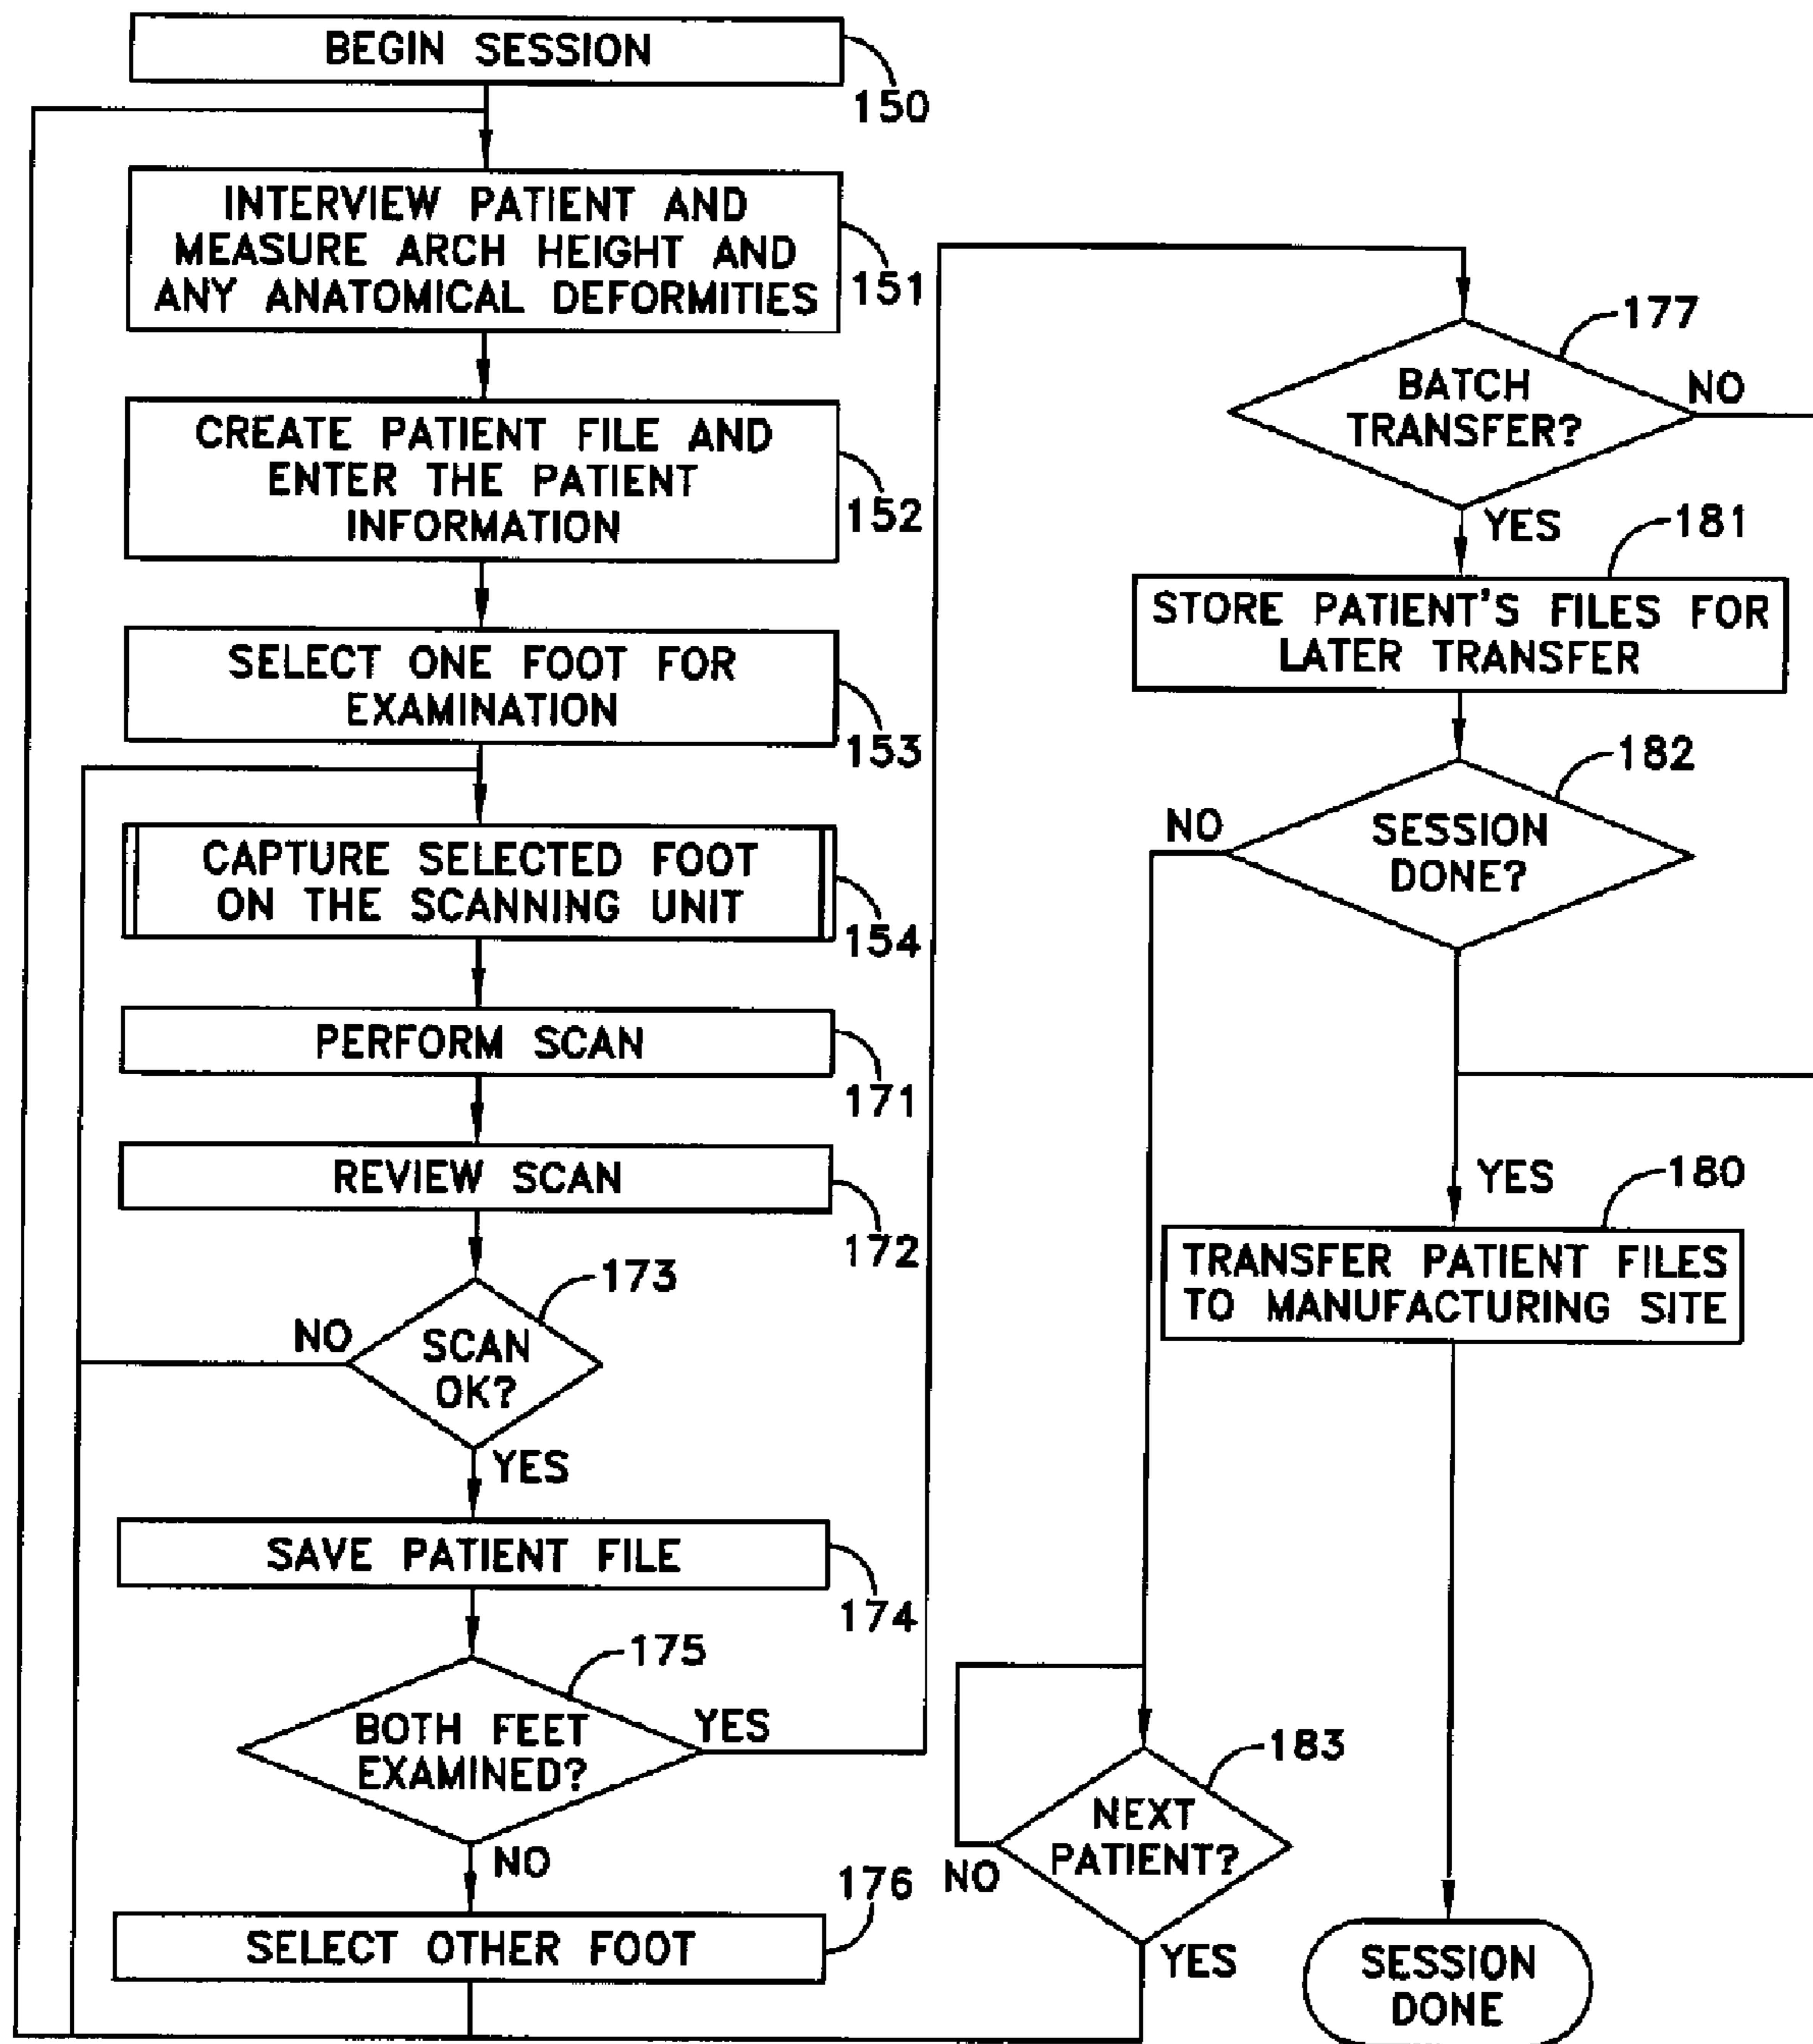 BEGIN SESSION
150
INTERVIEW PATIENT AND
MEASURE ARCH HEIGHT AND
ANY ANATOMICAL DEFORMITIES
151
CREATE PATIENT FILE AND
ENTER THE PATIENT
INFORMATION
152
SELECT ONE FOOT FOR
EXAMINATION
153
CAPTURE SELECTED FOOT
ON THE SCANNING UNIT
154
PERFORM SCAN
171
REVIEW SCAN
172
173
SCAN
OK?
NO
YES
SAVE PATIENT FILE
174
175
BOTH FEET
EXAMINED?
YES
NO
176
SELECT OTHER FOOT
177
BATCH
TRANSFER?
NO
YES
181
STORE PATIENT'S FILES FOR
LATER TRANSFER
182
SESSION
DONE?
NO
YES
180
TRANSFER PATIENT FILES
TO MANUFACTURING SITE
183
NEXT
PATIENT?
NO
YES
SESSION
DONE